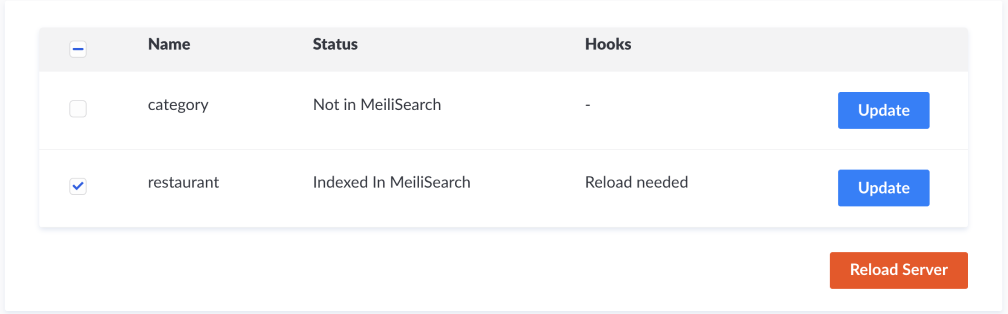 Name Status Hooks
category Not in MeiliSearch - Update
restaurant Indexed In MeiliSearch Reload needed Update
Reload Server